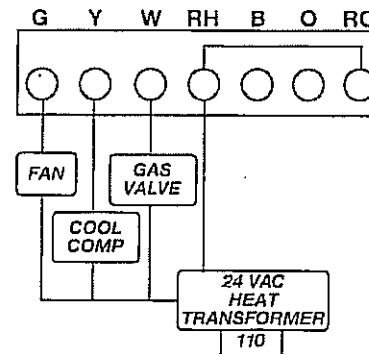 G Y W RH B O RC
FAN
GAS
VALVE
COOL
COMP
24 VAC
HEAT
TRANSFORMER
110